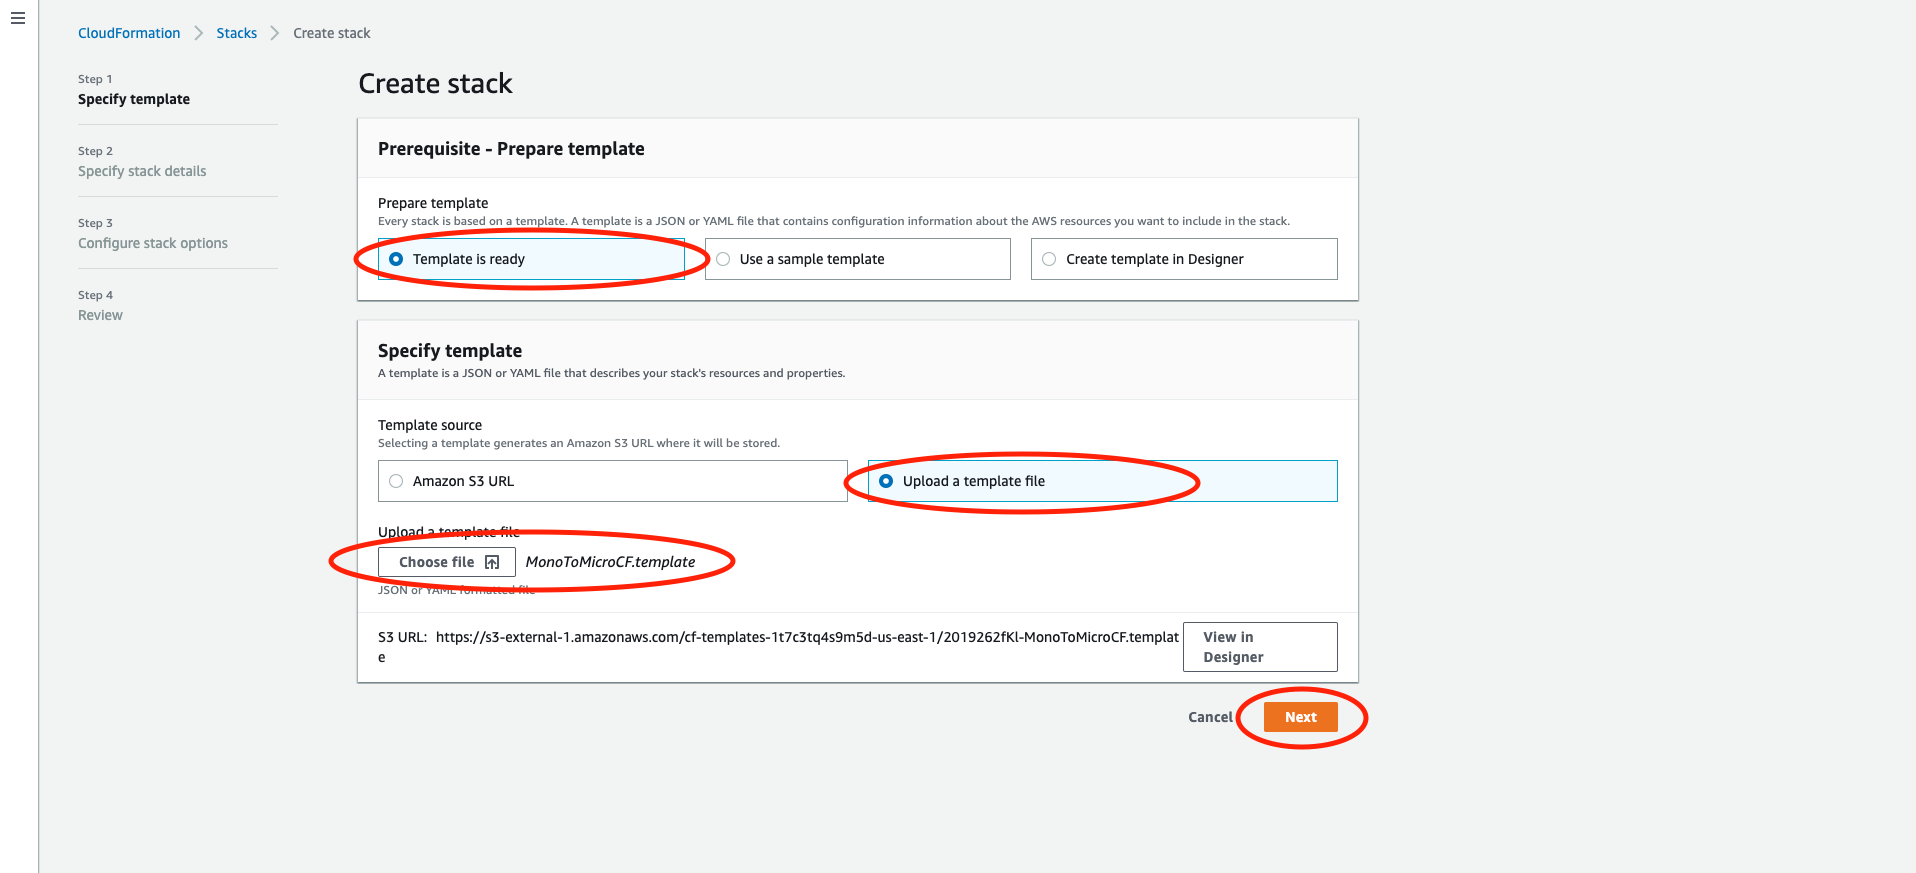 CloudFormation > Stacks > Create stack
Step 1
Specify template
Step 2
Specify stack details
Step 3
Configure stack options
Step 4
Review
Create stack
Prerequisite - Prepare template
Prepare template
Every stack is based on a template. A template is a JSON or YAML file that contains configuration information about the AWS resources you want to include in the stack.
Template is ready
Use a sample template
Create template in Designer
Specify template
A template is a JSON or YAML file that describes your stack's resources and properties.
Template source
Selecting a template generates an Amazon S3 URL where it will be stored.
Amazon S3 URL
Upload a template file
Upload a template file
Choose file MonoToMicroCF.template
JSON or YAML formatted file
S3 URL: https://s3-external-1.amazonaws.com/cf-templates-1t7c3tq4s9m5d-us-east-1/2019262fKl-MonoToMicroCF.templat
e
View in
Designer
Cancel
Next